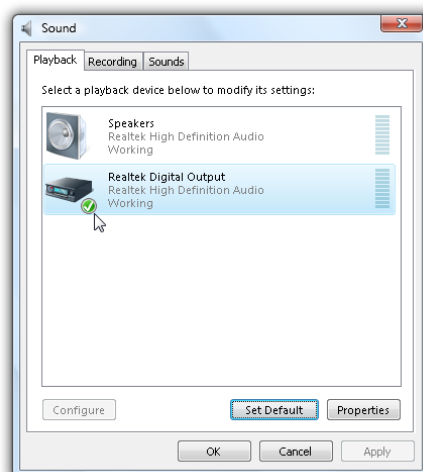 Sound
Playback Recording Sounds
Select a playback device below to modify its settings:
Speakers
Realtek High Definition Audio
Working
Realtek Digital Output
Realtek High Definition Audio
Working
Configure Set Default Properties
OK Cancel Apply